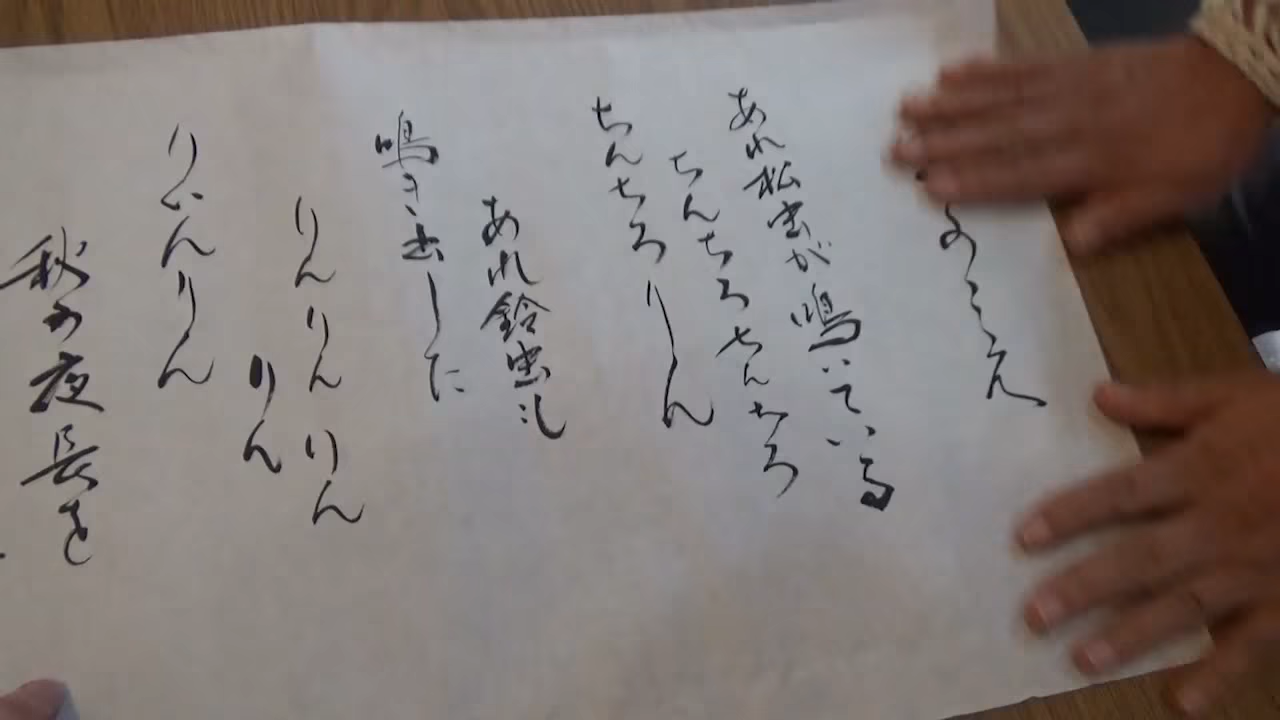 のこえ
あれ松虫が鳴いている
ちんちろちんちろ
ちんちろりん
あれ鈴虫も
鳴き出した
りんりんりん
りん
りいんりん
秋の夜長を